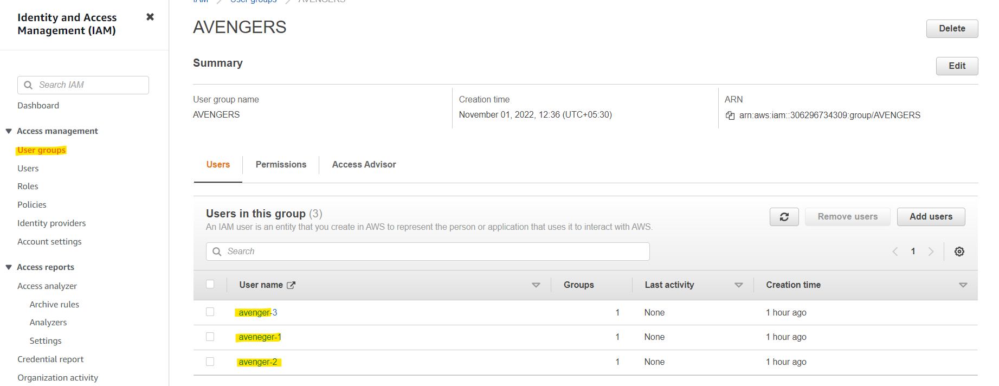 IAM User groups AVENGERS
Identity and Access
Management (IAM)
AVENGERS
Delete
Summary
Edit
Search IAM
Dashboard
User group name
Creation time
ARN
AVENGERS
November 01, 2022, 12:36 (UTC+05:30)
arn:aws:iam::306296734309:group/AVENGERS
Access management
User groups
Users
Roles
Policies
Identity providers
Account settings
Access reports
Access analyzer
Archive rules
Analyzers
Settings
Credential report
Organization activity
Users
Permissions
Access Advisor
Users in this group (3)
An IAM user is an entity that you create in AWS to represent the person or application that uses it to interact with AWS.
Remove users
Add users
Search
1
User name
Groups
Last activity
Creation time
avenger-3 1 None 1 hour ago
aveneger-1 1 None 1 hour ago
avenger-2 1 None 1 hour ago